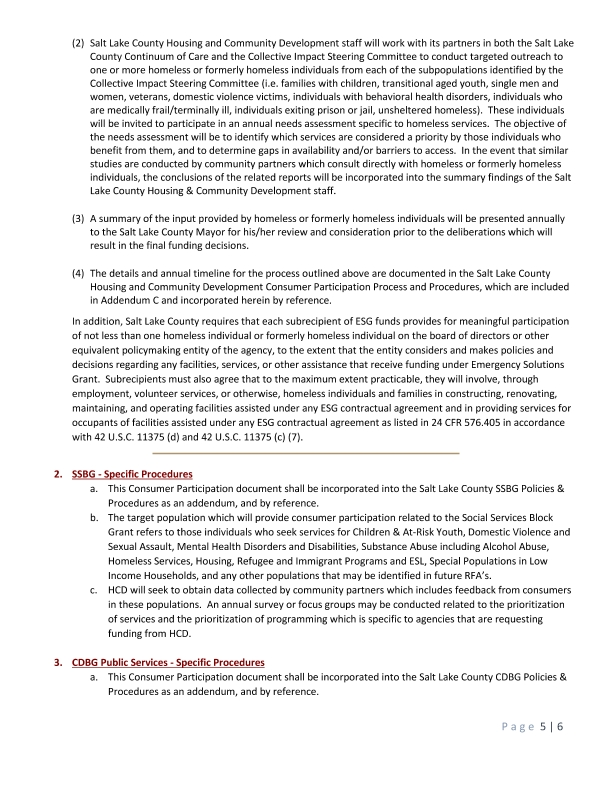 (2) Salt Lake County Housing and Community Development staff will work with its partners in both the Salt Lake
County Continuum of Care and the Collective Impact Steering Committee to conduct targeted outreach to
one or more homeless or formerly homeless individuals from each of the subpopulations identified by the
Collective Impact Steering Committee (i.e. families with children, transitional aged youth, single men and
women, veterans, domestic violence victims, individuals with behavioral health disorders, individuals who
are medically frail/terminally ill, individuals exiting prison or jail, unsheltered homeless). These individuals
will be invited to participate in an annual needs assessment specific to homeless services. The objective of
the needs assessment will be to identify which services are considered a priority by those individuals who
benefit from them, and to determine gaps in availability and/or barriers to access. In the event that similar
studies are conducted by community partners which consult directly with homeless or formerly homeless
individuals, the conclusions of the related reports will be incorporated into the summary findings of the Salt
Lake County Housing & Community Development staff.
(3) A summary of the input provided by homeless or formerly homeless individuals will be presented annually
to the Salt Lake County Mayor for his/her review and consideration prior to the deliberations which will
result in the final funding decisions.
(4) The details and annual timeline for the process outlined above are documented in the Salt Lake County
Housing and Community Development Consumer Participation Process and Procedures, which are included
in Addendum C and incorporated herein by reference.
In addition, Salt Lake County requires that each subrecipient of ESG funds provides for meaningful participation
of not less than one homeless individual or formerly homeless individual on the board of directors or other
equivalent policymaking entity of the agency, to the extent that the entity considers and makes policies and
decisions regarding any facilities, services, or other assistance that receive funding under Emergency Solutions
Grant. Subrecipients must also agree that to the maximum extent practicable, they will involve, through
employment, volunteer services, or otherwise, homeless individuals and families in constructing, renovating,
maintaining, and operating facilities assisted under any ESG contractual agreement and in providing services for
occupants of facilities assisted under any ESG contractual agreement as listed in 24 CFR 576.405 in accordance
with 42 U.S.C. 11375 (d) and 42 U.S.C. 11375 (c) (7).
2. SSBG - Specific Procedures
a. This Consumer Participation document shall be incorporated into the Salt Lake County SSBG Policies &
Procedures as an addendum, and by reference.
b. The target population which will provide consumer participation related to the Social Services Block
Grant refers to those individuals who seek services for Children & At-Risk Youth, Domestic Violence and
Sexual Assault, Mental Health Disorders and Disabilities, Substance Abuse including Alcohol Abuse,
Homeless Services, Housing, Refugee and Immigrant Programs and ESL, Special Populations in Low
Income Households, and any other populations that may be identified in future RFA's.
c. HCD will seek to obtain data collected by community partners which includes feedback from consumers
in these populations. An annual survey or focus groups may be conducted related to the prioritization
of services and the prioritization of programming which is specific to agencies that are requesting
funding from HCD.
3. CDBG Public Services - Specific Procedures
a. This Consumer Participation document shall be incorporated into the Salt Lake County CDBG Policies &
Procedures as an addendum, and by reference.
Page 5 | 6